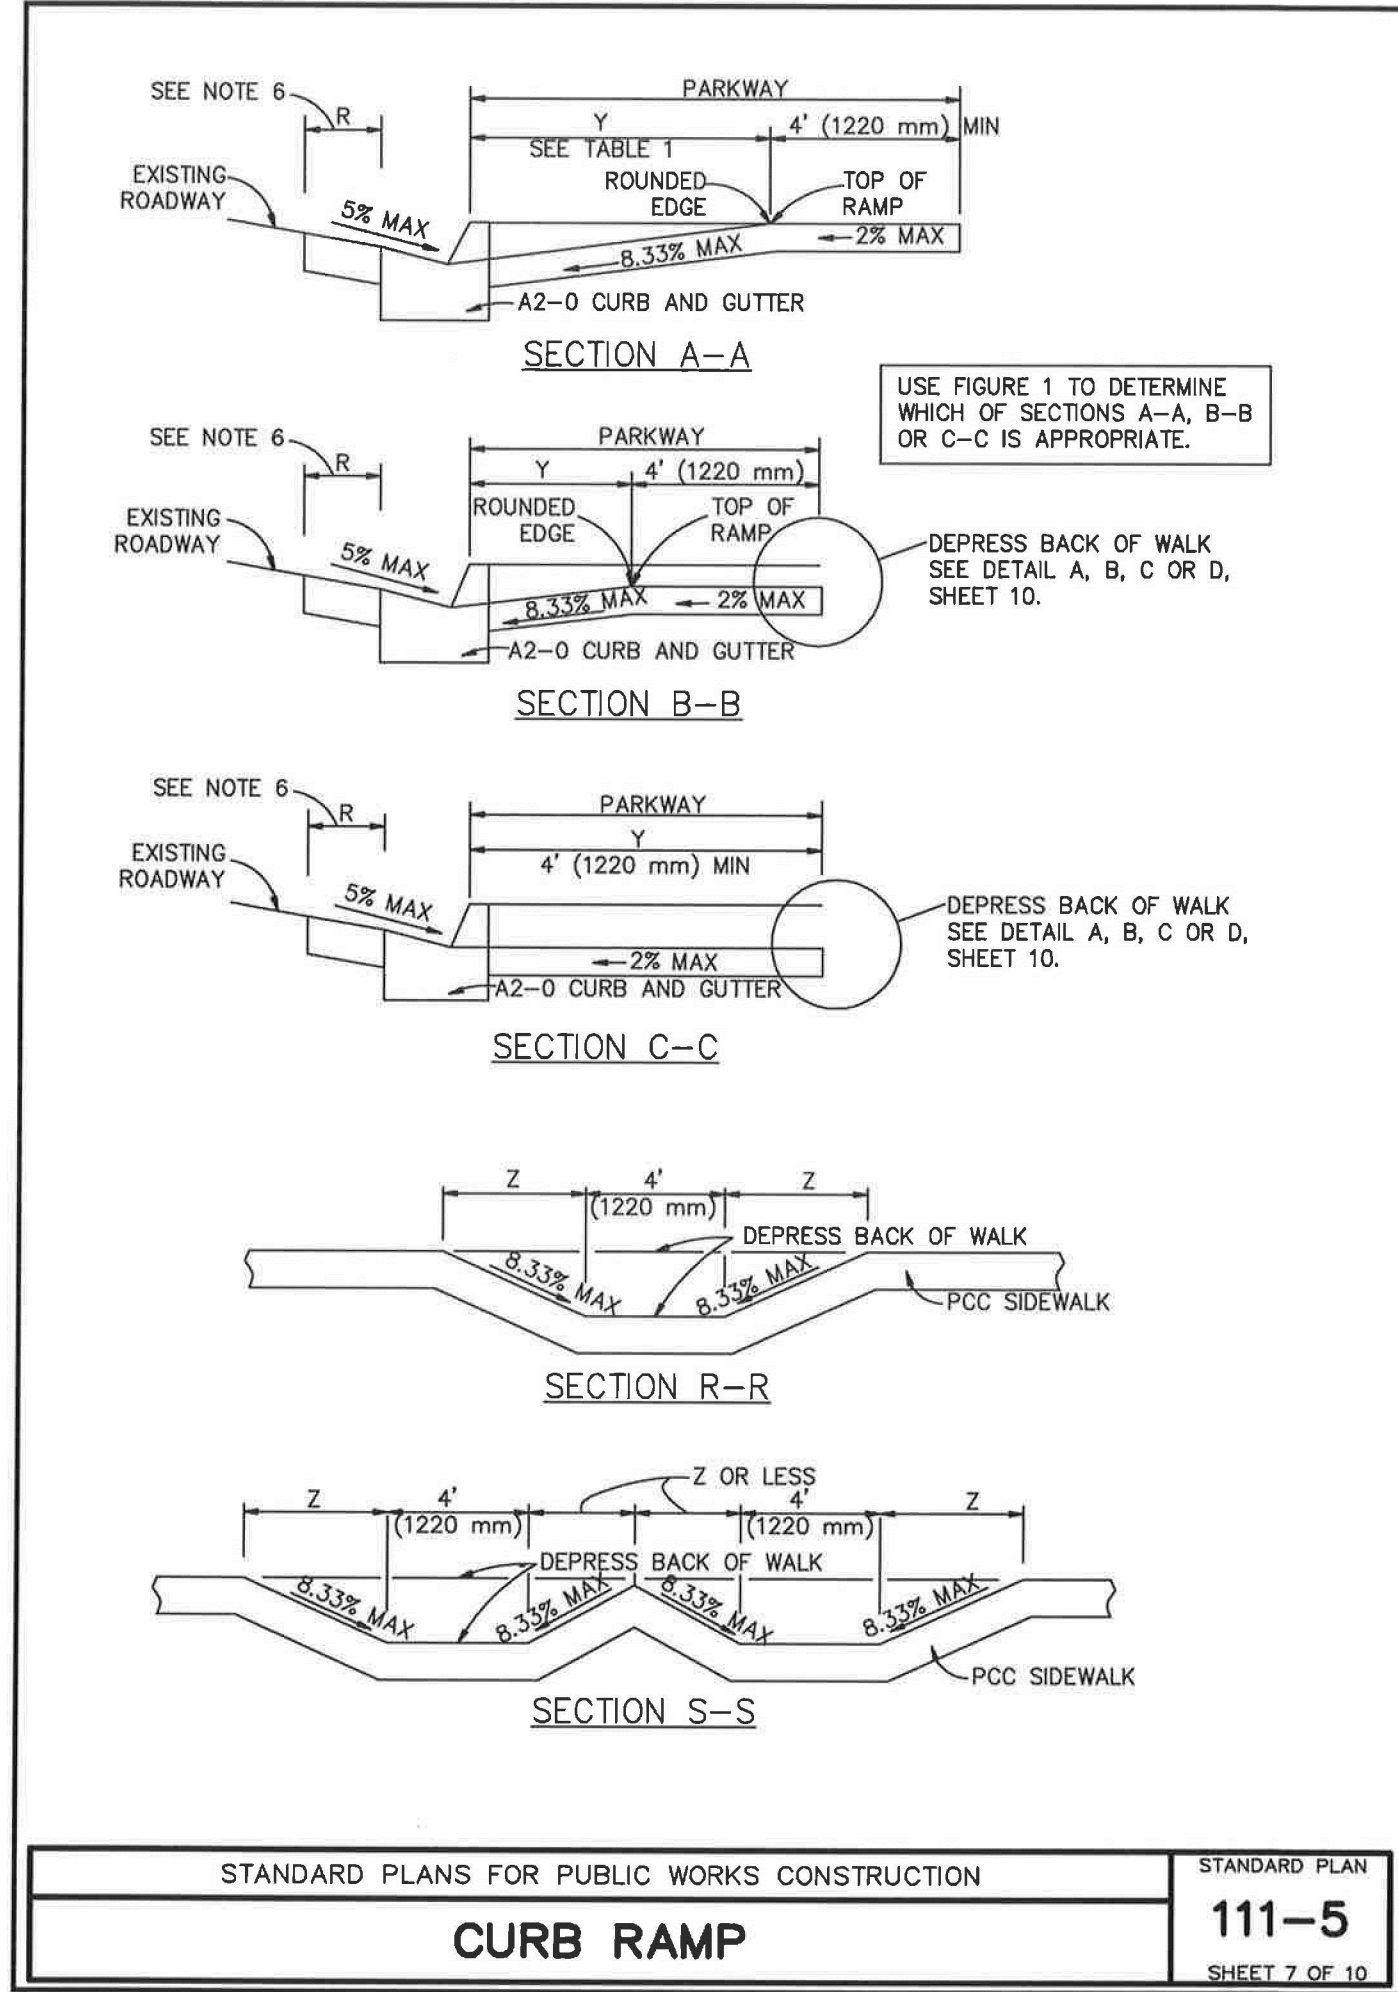 SEE NOTE 6
R
PARKWAY
Y
SEE TABLE 1
4' (1220 mm) MIN
EXISTING
ROADWAY
5% MAX
ROUNDED
EDGE
TOP OF
RAMP
8.33% MAX
2% MAX
A2-0 CURB AND GUTTER
SECTION A-A
USE FIGURE 1 TO DETERMINE
WHICH OF SECTIONS A-A, B-B
OR C-C IS APPROPRIATE.
SEE NOTE 6
R
PARKWAY
Y
4' (1220 mm)
EXISTING
ROADWAY
5% MAX
ROUNDED
EDGE
TOP OF
RAMP
8.33% MAX
2% MAX
DEPRESS BACK OF WALK
SEE DETAIL A, B, C OR D,
SHEET 10.
A2-0 CURB AND GUTTER
SECTION B-B
SEE NOTE 6
R
PARKWAY
Y
4' (1220 mm) MIN
EXISTING
ROADWAY
5% MAX
2% MAX
DEPRESS BACK OF WALK
SEE DETAIL A, B, C OR D,
SHEET 10.
A2-0 CURB AND GUTTER
SECTION C-C
Z
4'
(1220 mm)
Z
DEPRESS BACK OF WALK
8.33% MAX
8.33% MAX
PCC SIDEWALK
SECTION R-R
Z OR LESS
Z
4'
(1220 mm)
4'
(1220 mm)
Z
DEPRESS BACK OF WALK
8.33% MAX
8.33% MAX
8.33% MAX
8.33% MAX
PCC SIDEWALK
SECTION S-S
STANDARD PLANS FOR PUBLIC WORKS CONSTRUCTION
CURB RAMP
STANDARD PLAN
111-5
SHEET 7 OF 10